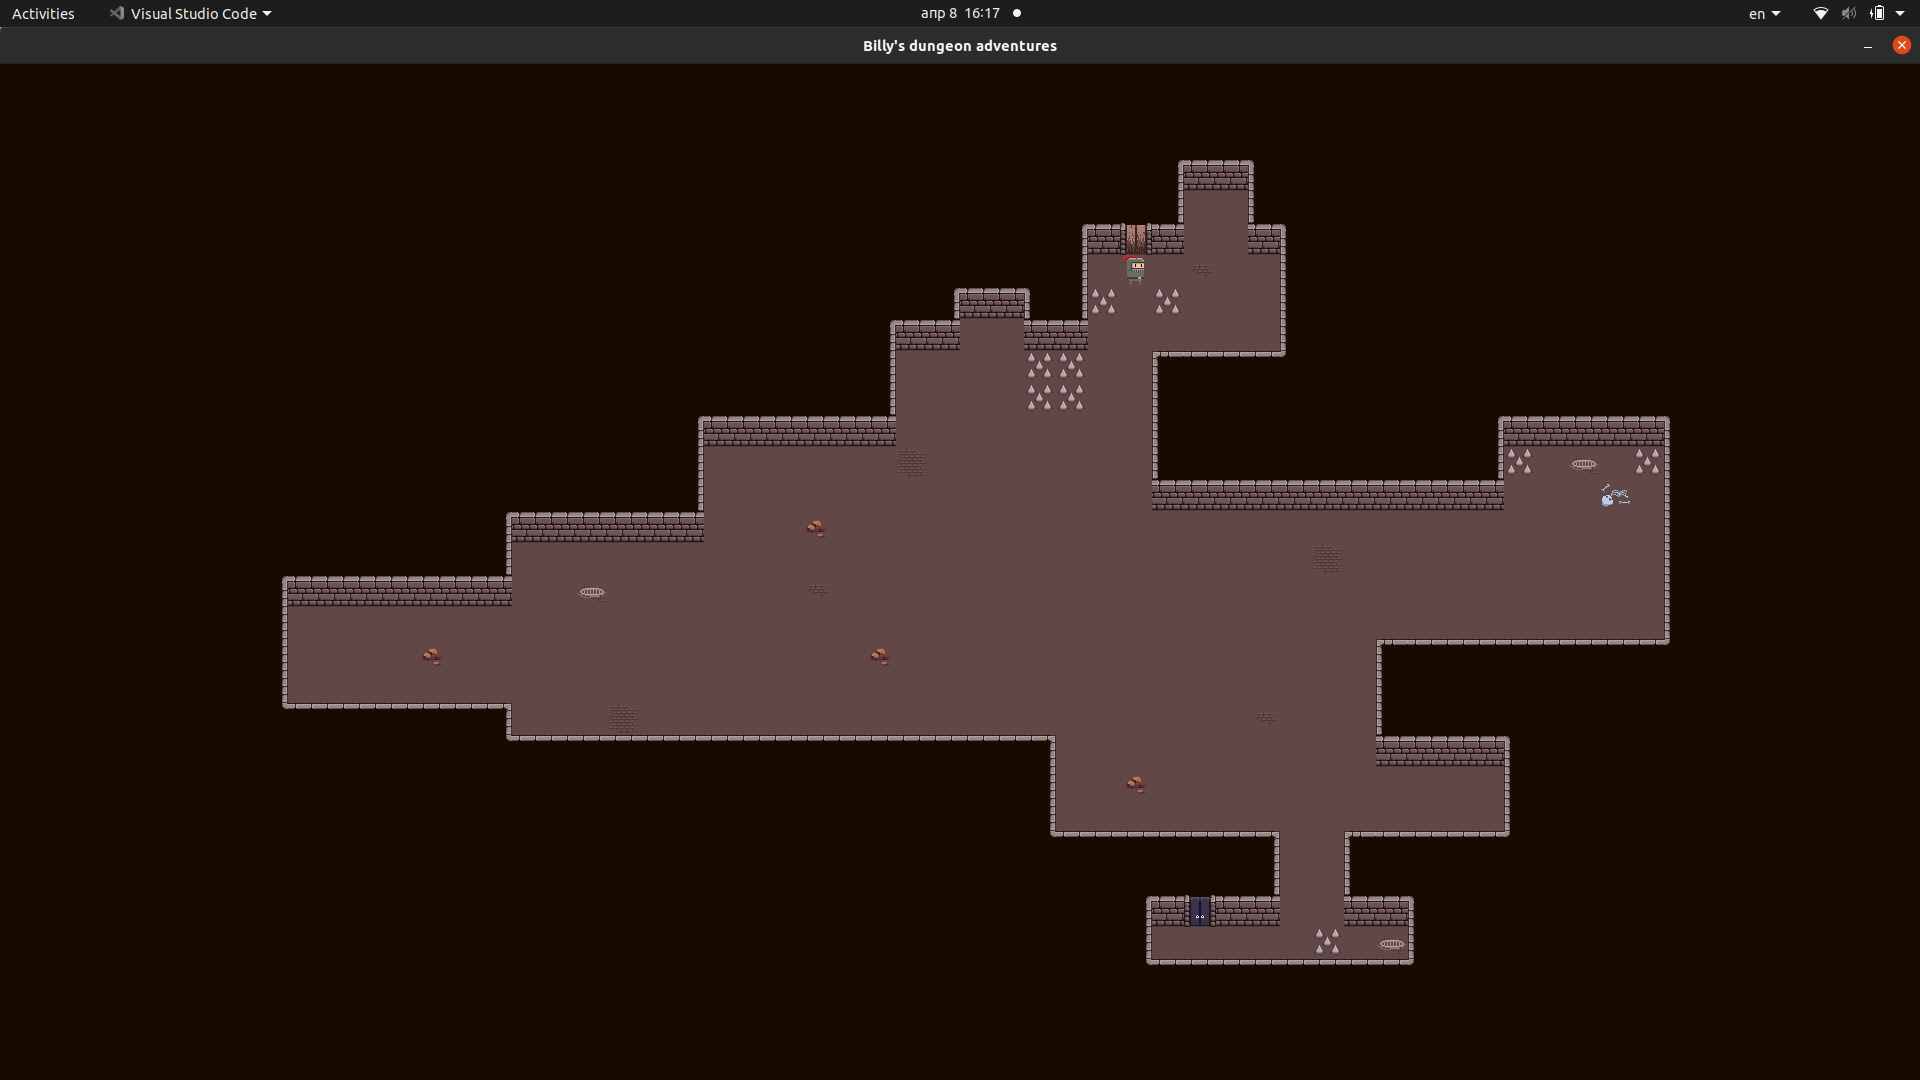 Activities
Visual Studio Code
апр 8 16:17
en
Billy's dungeon adventures